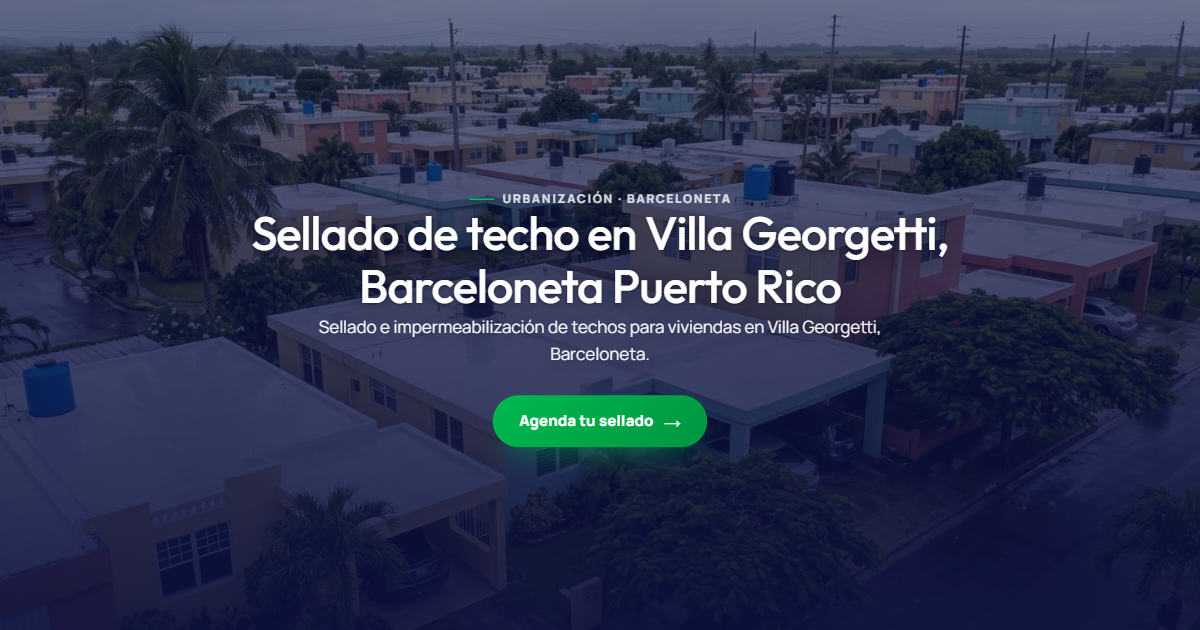 URBANIZACIÓN · BARCELONETA
Sellado de techo en Villa Georgetti,
Barceloneta Puerto Rico
Sellado e impermeabilización de techos para viviendas en Villa Georgetti,
Barceloneta.
Agenda tu sellado →